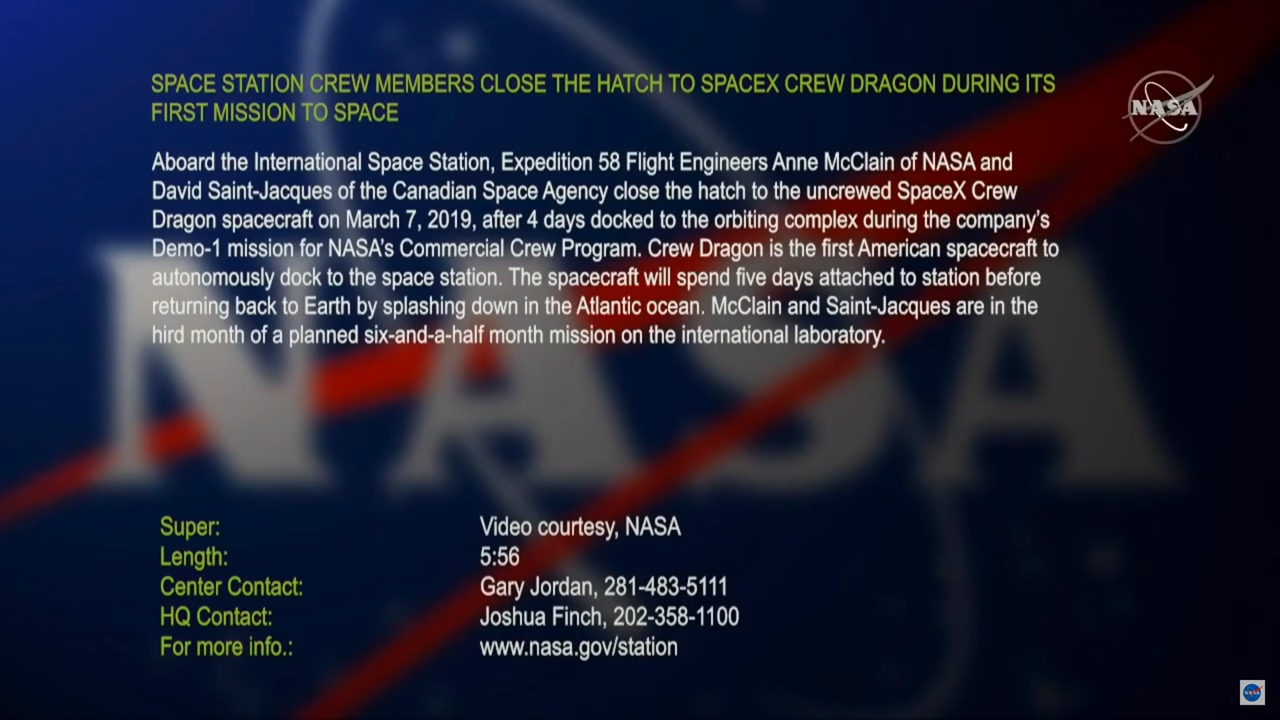 SPACE STATION CREW MEMBERS CLOSE THE HATCH TO SPACEX CREW DRAGON DURING ITS
FIRST MISSION TO SPACE
NASA
Aboard the International Space Station, Expedition 58 Flight Engineers Anne McClain of NASA and
David Saint-Jacques of the Canadian Space Agency close the hatch to the uncrewed SpaceX Crew
Dragon spacecraft on March 7, 2019, after 4 days docked to the orbiting complex during the company's
Demo-1 mission for NASA's Commercial Crew Program. Crew Dragon is the first American spacecraft to
autonomously dock to the space station. The spacecraft will spend five days attached to station before
returning back to Earth by splashing down in the Atlantic ocean. McClain and Saint-Jacques are in the
hird month of a planned six-and-a-half month mission on the international laboratory.
NASA
Super: Video courtesy, NASA
Length: 5:56
Center Contact: Gary Jordan, 281-483-5111
HQ Contact: Joshua Finch, 202-358-1100
For more info.: www.nasa.gov/station
NASA